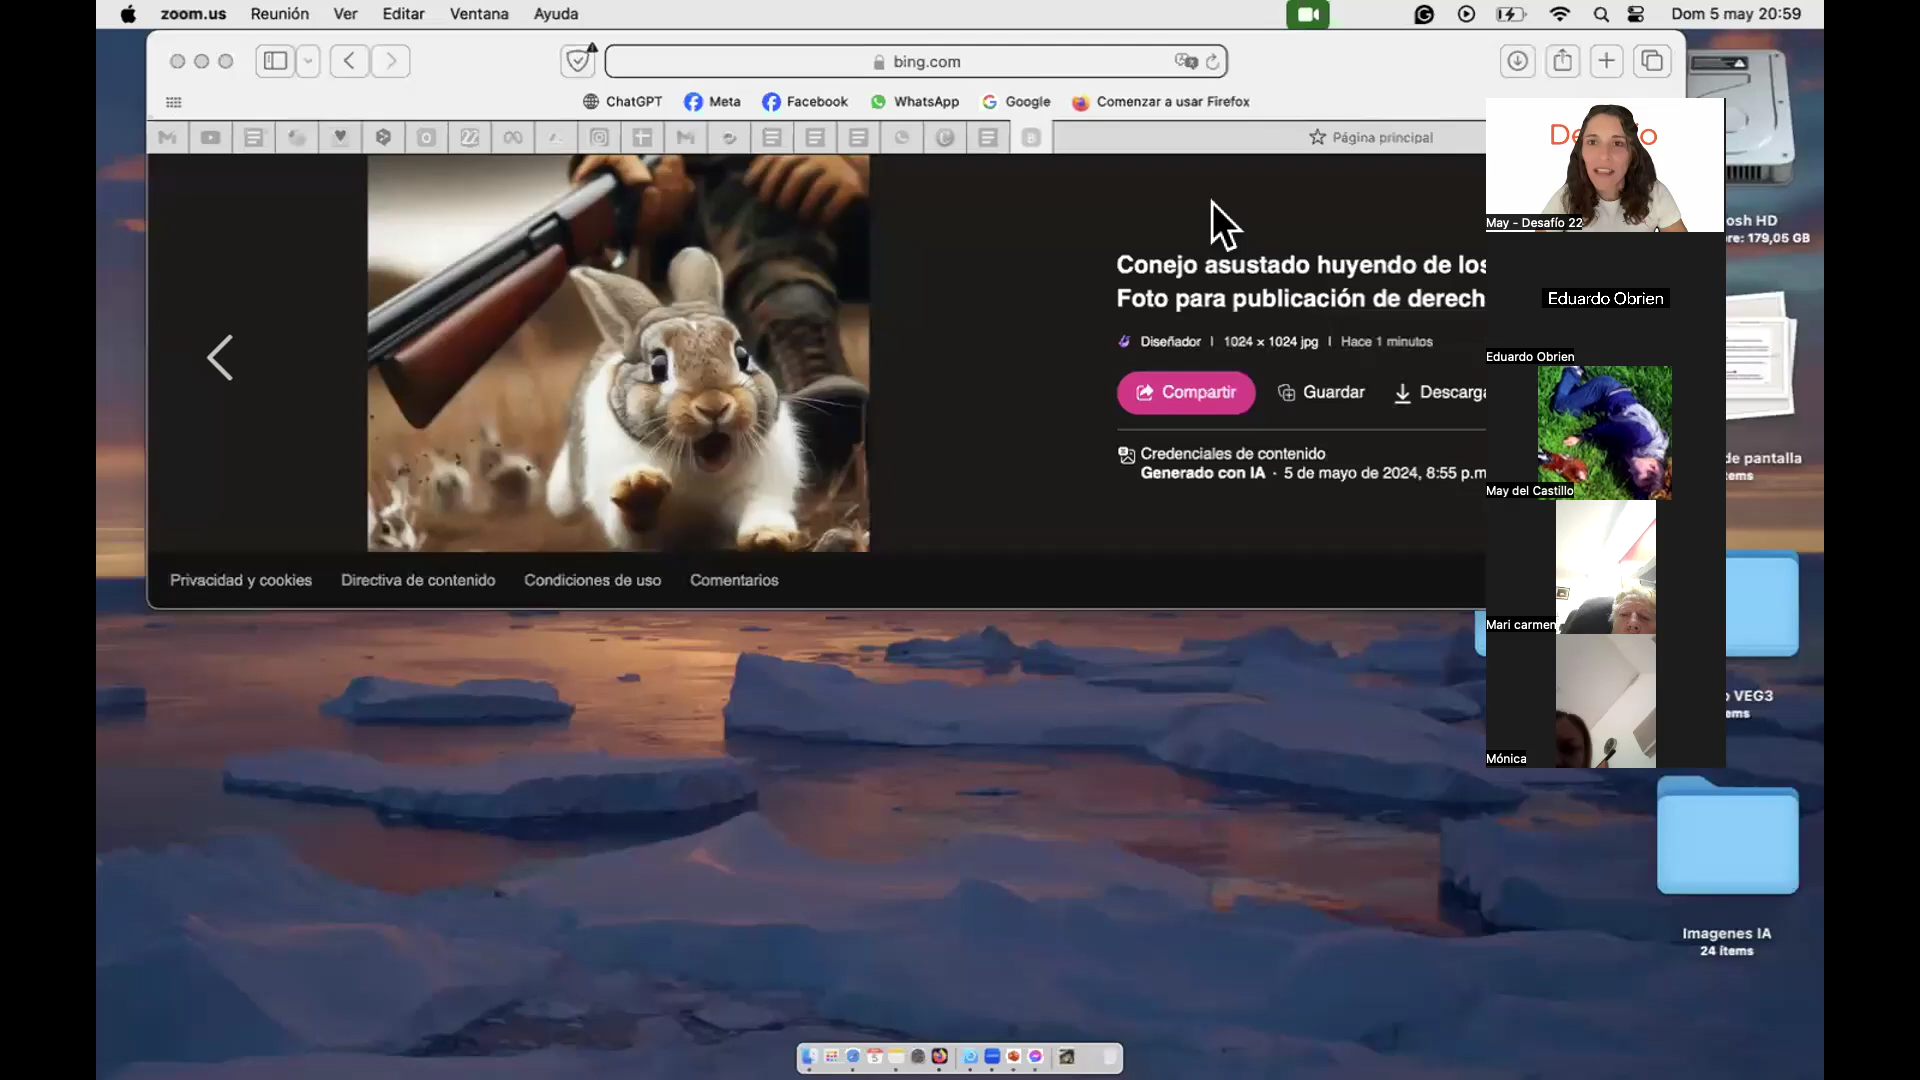 zoom.us Reunión Ver Editar Ventana Ayuda Dom 5 may 20:59
bing.com
ChatGPT Meta Facebook WhatsApp Google Comenzar a usar Firefox
22 Página principal
Conejo asustado huyendo de los
Foto para publicación de derech
Diseñador | 1024 × 1024 jpg | Hace 1 minutos
Compartir Guardar Descarga
Credenciales de contenido
Generado con IA · 5 de mayo de 2024, 8:55 p.m
Privacidad y cookies Directiva de contenido Condiciones de uso Comentarios
May - Desafío 22
Eduardo Obrien
Eduardo Obrien
May del Castillo
Mari carmen
Mónica
osh HD
re: 179,05 GB
de pantalla
VEG3
Imagenes IA
24 ítems